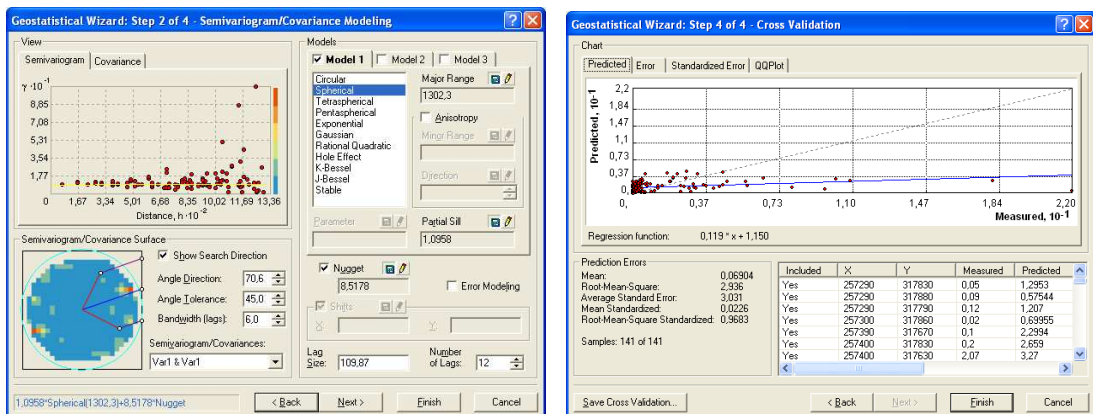 Geostatistical Wizard: Step 2 of 4 - Semivariogram/Covariance Modeling
View
Semivariogram
Covariance
γ·10⁻¹
8,85
7,08
5,31
3,54
1,77
0 1,67 3,34 5,01 6,68 8,35 10,02 11,69 13,36
Distance, h·10⁻²
Semivariogram/Covariance Surface
Show Search Direction
Angle Direction: 70,6
Angle Tolerance: 45,0
Bandwidth (lags): 6,0
Semivariogram/Covariances:
Var1 & Var1
Models
Model 1
Model 2
Model 3
Circular
Spherical
Tetraspherical
Pentaspherical
Exponential
Gaussian
Rational Quadratic
Hole Effect
K-Bessel
J-Bessel
Stable
Major Range
1302,3
Anisotropy
Minor Range
Direction
Parameter
Partial Sill
1,0958
Nugget
8,5178
Error Modeling
Shifts
X: Y:
Lag Size: 109,87
Number of Lags: 12
1,0958*Spherical(1302,3)+8,5178*Nugget
< Back
Next >
Finish
Cancel
Geostatistical Wizard: Step 4 of 4 - Cross Validation
Chart
Predicted
Error
Standardized Error
QQPlot
Predicted, 10⁻¹
2,2
1,84
1,47
1,1
0,73
0,37
0,
0, 0,37 0,73 1,10 1,47 1,84 2,20
Measured, 10⁻¹
Regression function: 0,119 * x + 1,150
Prediction Errors
Mean: 0,06904
Root-Mean-Square: 2,936
Average Standard Error: 3,031
Mean Standardized: 0,0226
Root-Mean-Square Standardized: 0,9683
Samples: 141 of 141
Included X Y Measured Predicted
Yes 257290 317830 0,05 1,2953
Yes 257290 317880 0,09 0,57544
Yes 257290 317790 0,12 1,207
Yes 257300 317860 0,02 0,69955
Yes 257390 317670 0,1 2,2994
Yes 257400 317830 0,2 2,659
Yes 257400 317630 2,07 3,27
Save Cross Validation...
< Back
Next >
Finish
Cancel